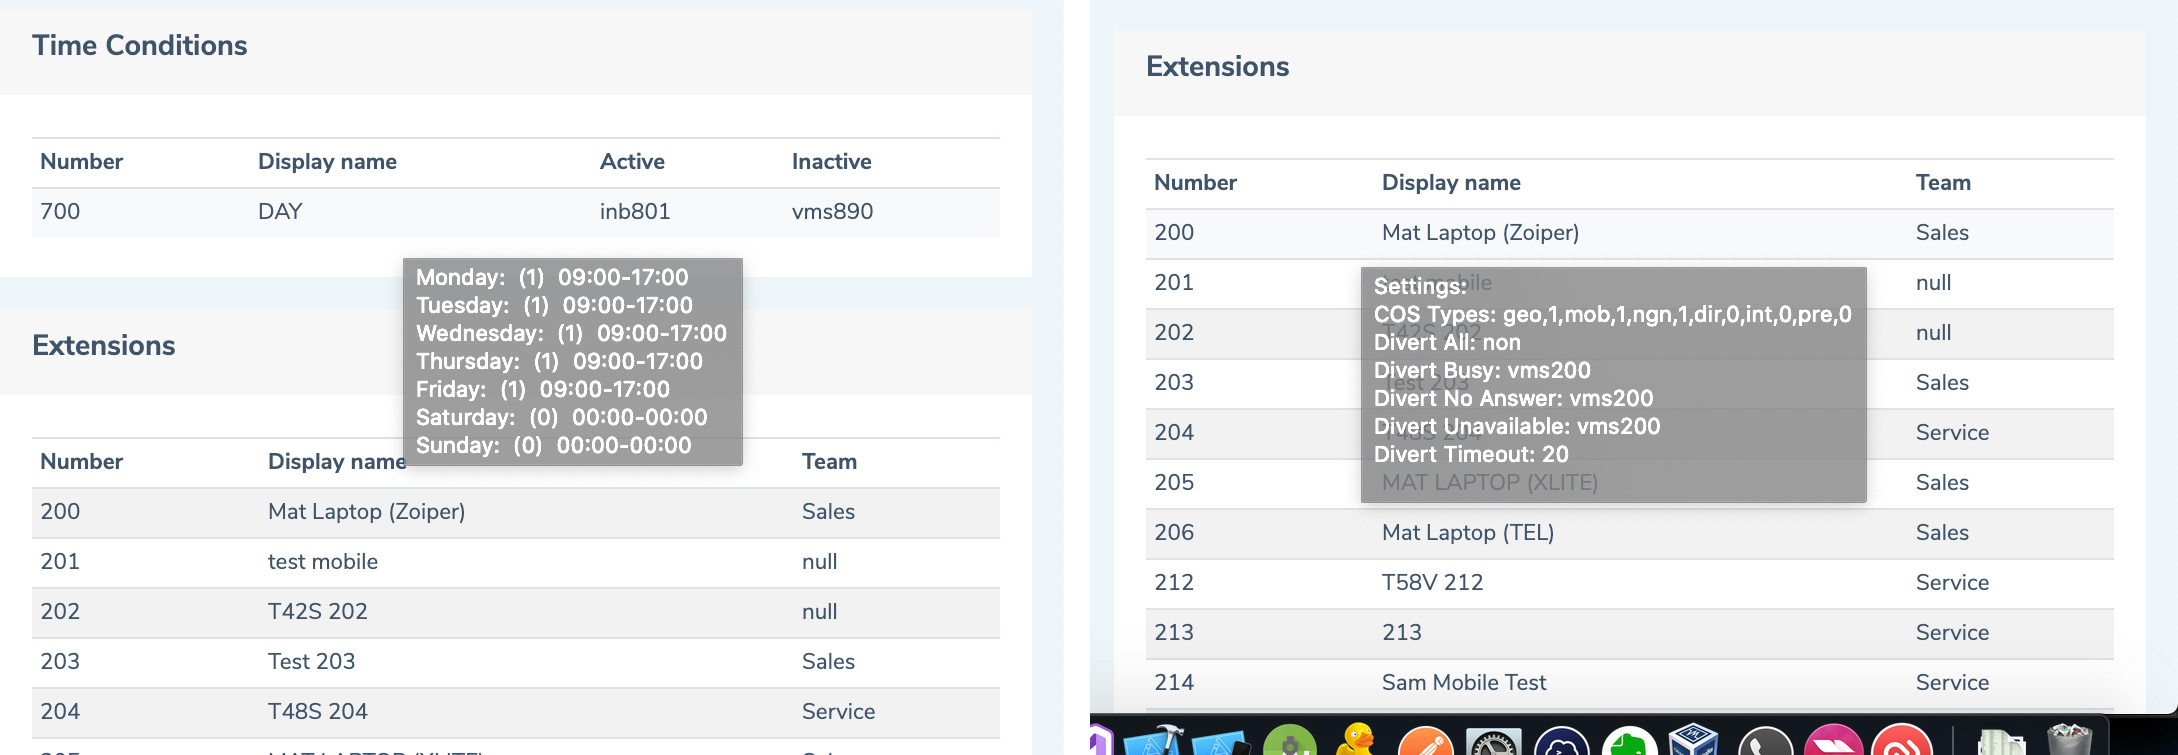 Time Conditions
Number Display name Active Inactive
700 DAY inb801 vms890
Monday: (1) 09:00-17:00
Tuesday: (1) 09:00-17:00
Wednesday: (1) 09:00-17:00
Thursday: (1) 09:00-17:00
Friday: (1) 09:00-17:00
Saturday: (0) 00:00-00:00
Sunday: (0) 00:00-00:00
Extensions
Number Display name Team
200 Mat Laptop (Zoiper) Sales
201 test mobile null
202 T42S 202 null
203 Test 203 Sales
204 T48S 204 Service
Extensions
Number Display name Team
200 Mat Laptop (Zoiper) Sales
201 test mobile null
202 T42S 202 null
203 Test 203 Sales
204 T48S 204 Service
205 MAT LAPTOP (XLITE) Sales
Settings:
COS Types: geo,1,mob,1,ngn,1,dir,0,int,0,pre,0
Divert All: non
Divert Busy: vms200
Divert No Answer: vms200
Divert Unavailable: vms200
Divert Timeout: 20
206 Mat Laptop (TEL) Sales
212 T58V 212 Service
213 213 Service
214 Sam Mobile Test Service